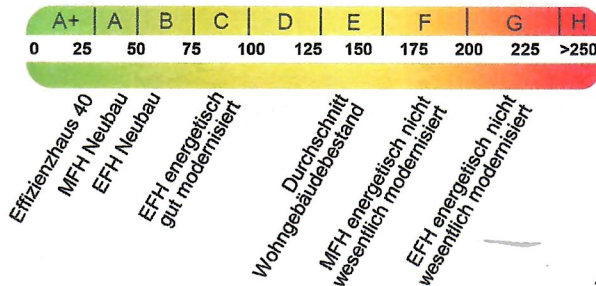 A+ A B C D E F G H
0 25 50 75 100 125 150 175 200 225 >250
Effizienzhaus 40
MFH Neubau
EFH Neubau
EFH energetisch
gut modernisiert
Durchschnitt
Wohngebäudebestand
MFH energetisch nicht
wesentlich modernisiert
EFH energetisch nicht
wesentlich modernisiert